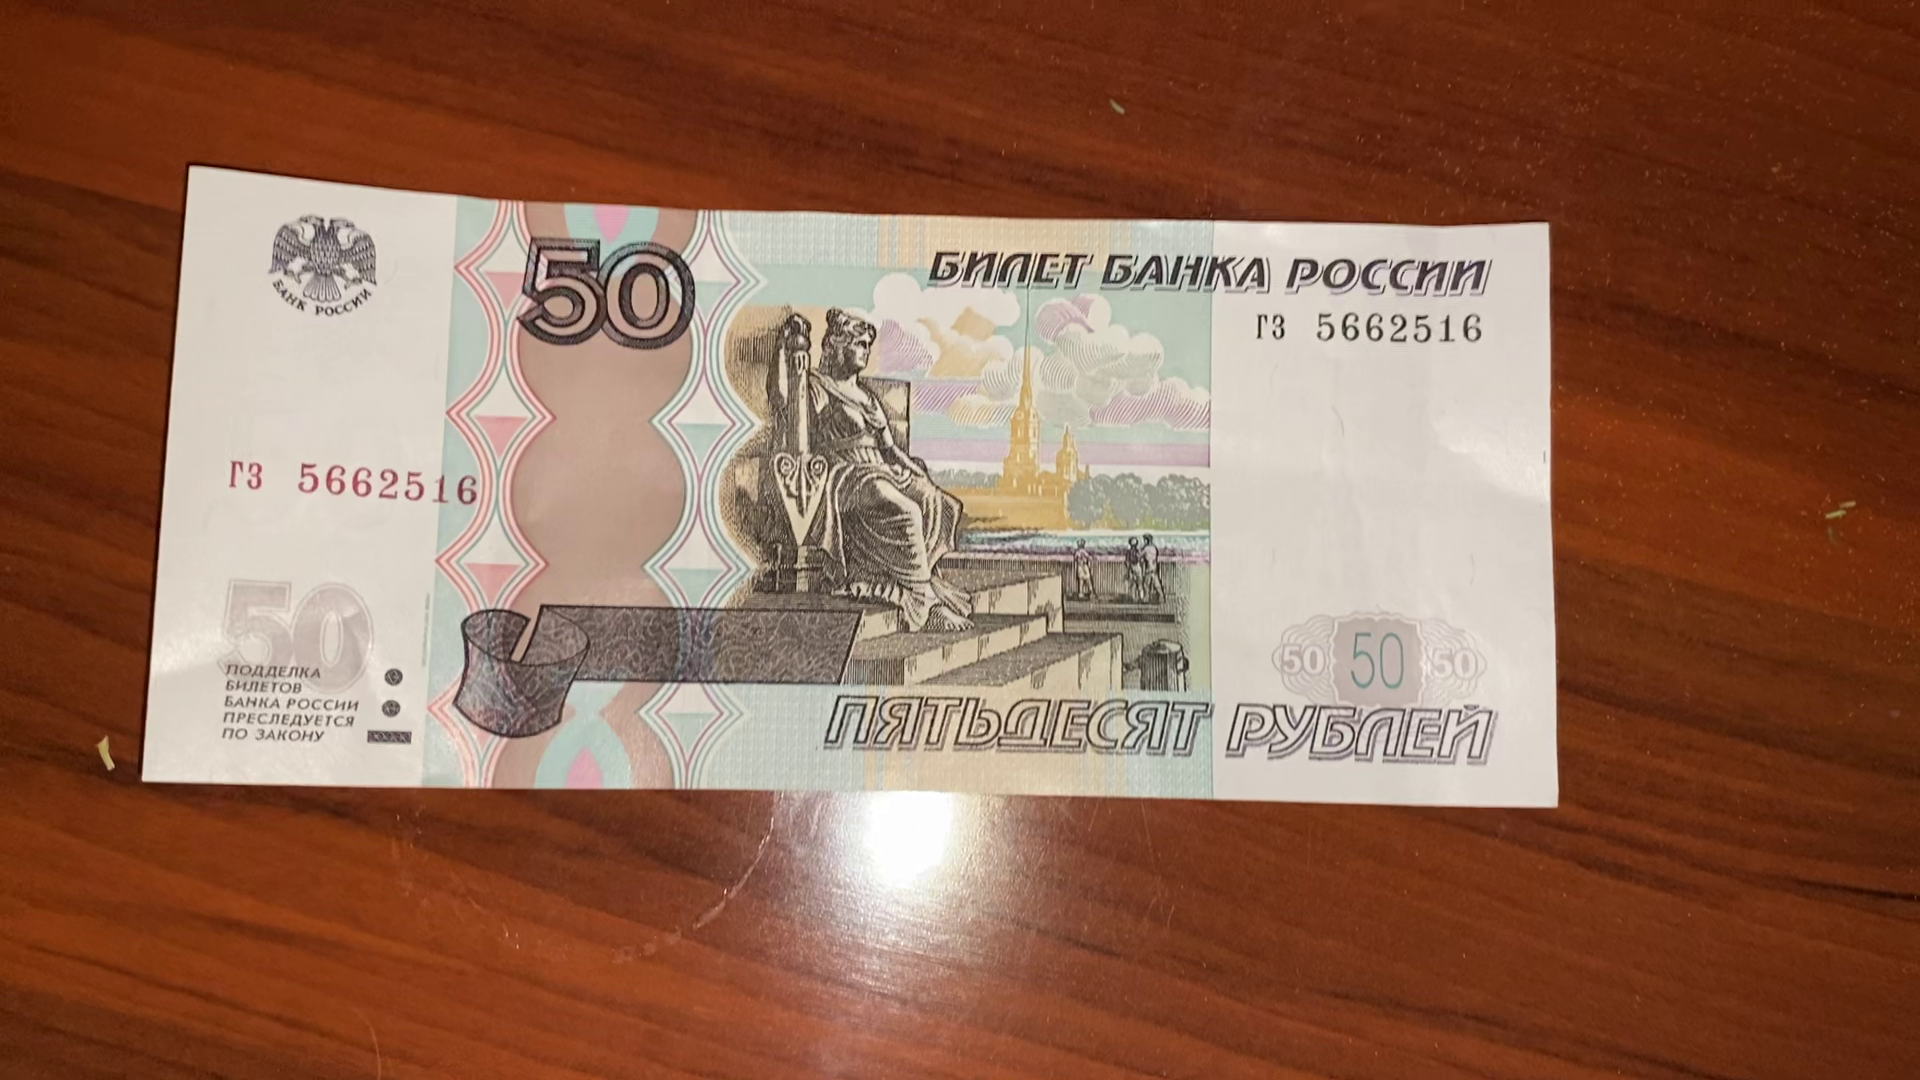 БАНК РОССИИ
50
БИЛЕТ БАНКА РОССИИ
ГЗ 5662516
ГЗ 5662516
50
ПОДДЕЛКА
БИЛЕТОВ
БАНКА РОССИИ
ПРЕСЛЕДУЕТСЯ
ПО ЗАКОНУ
50 50 50
ПЯТЬДЕСЯТ РУБЛЕЙ